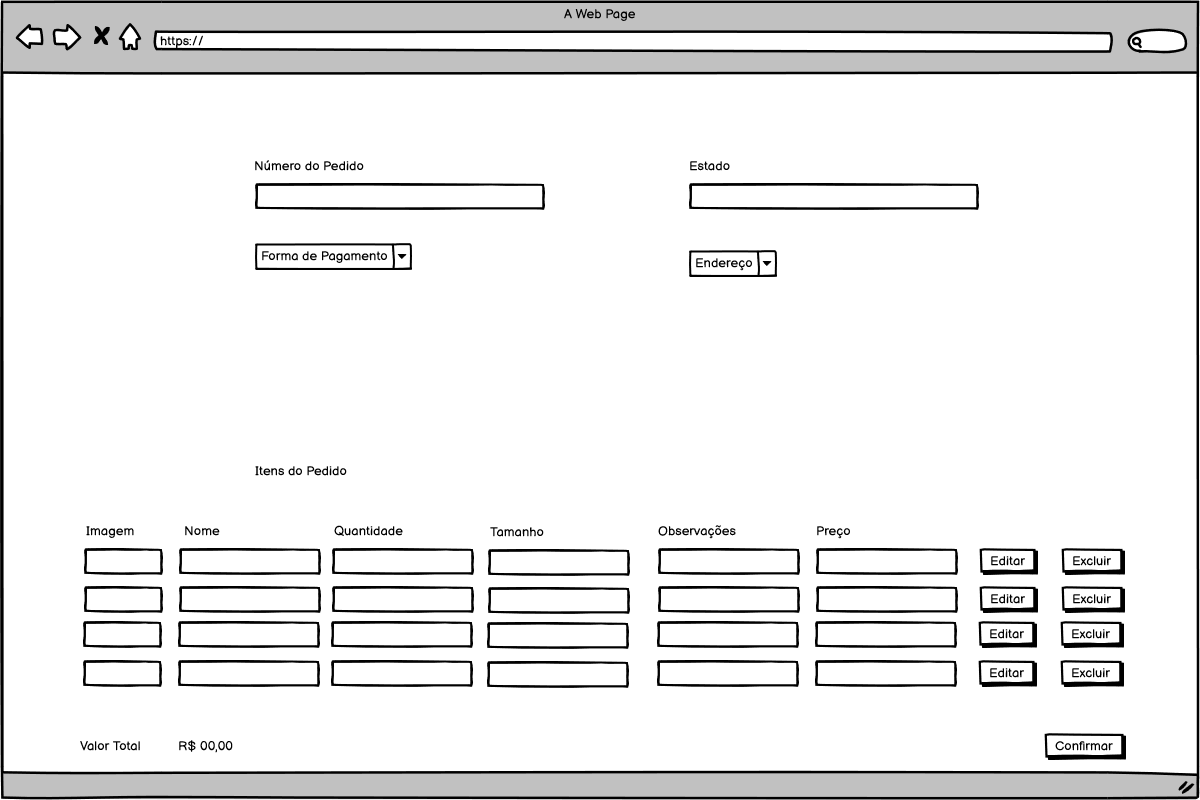 A Web Page
https://
Número do Pedido
Estado
Forma de Pagamento
Endereço
Itens do Pedido
Imagem Nome Quantidade Tamanho Observações Preço
Editar Excluir
Editar Excluir
Editar Excluir
Editar Excluir
Valor Total R$ 00,00 Confirmar